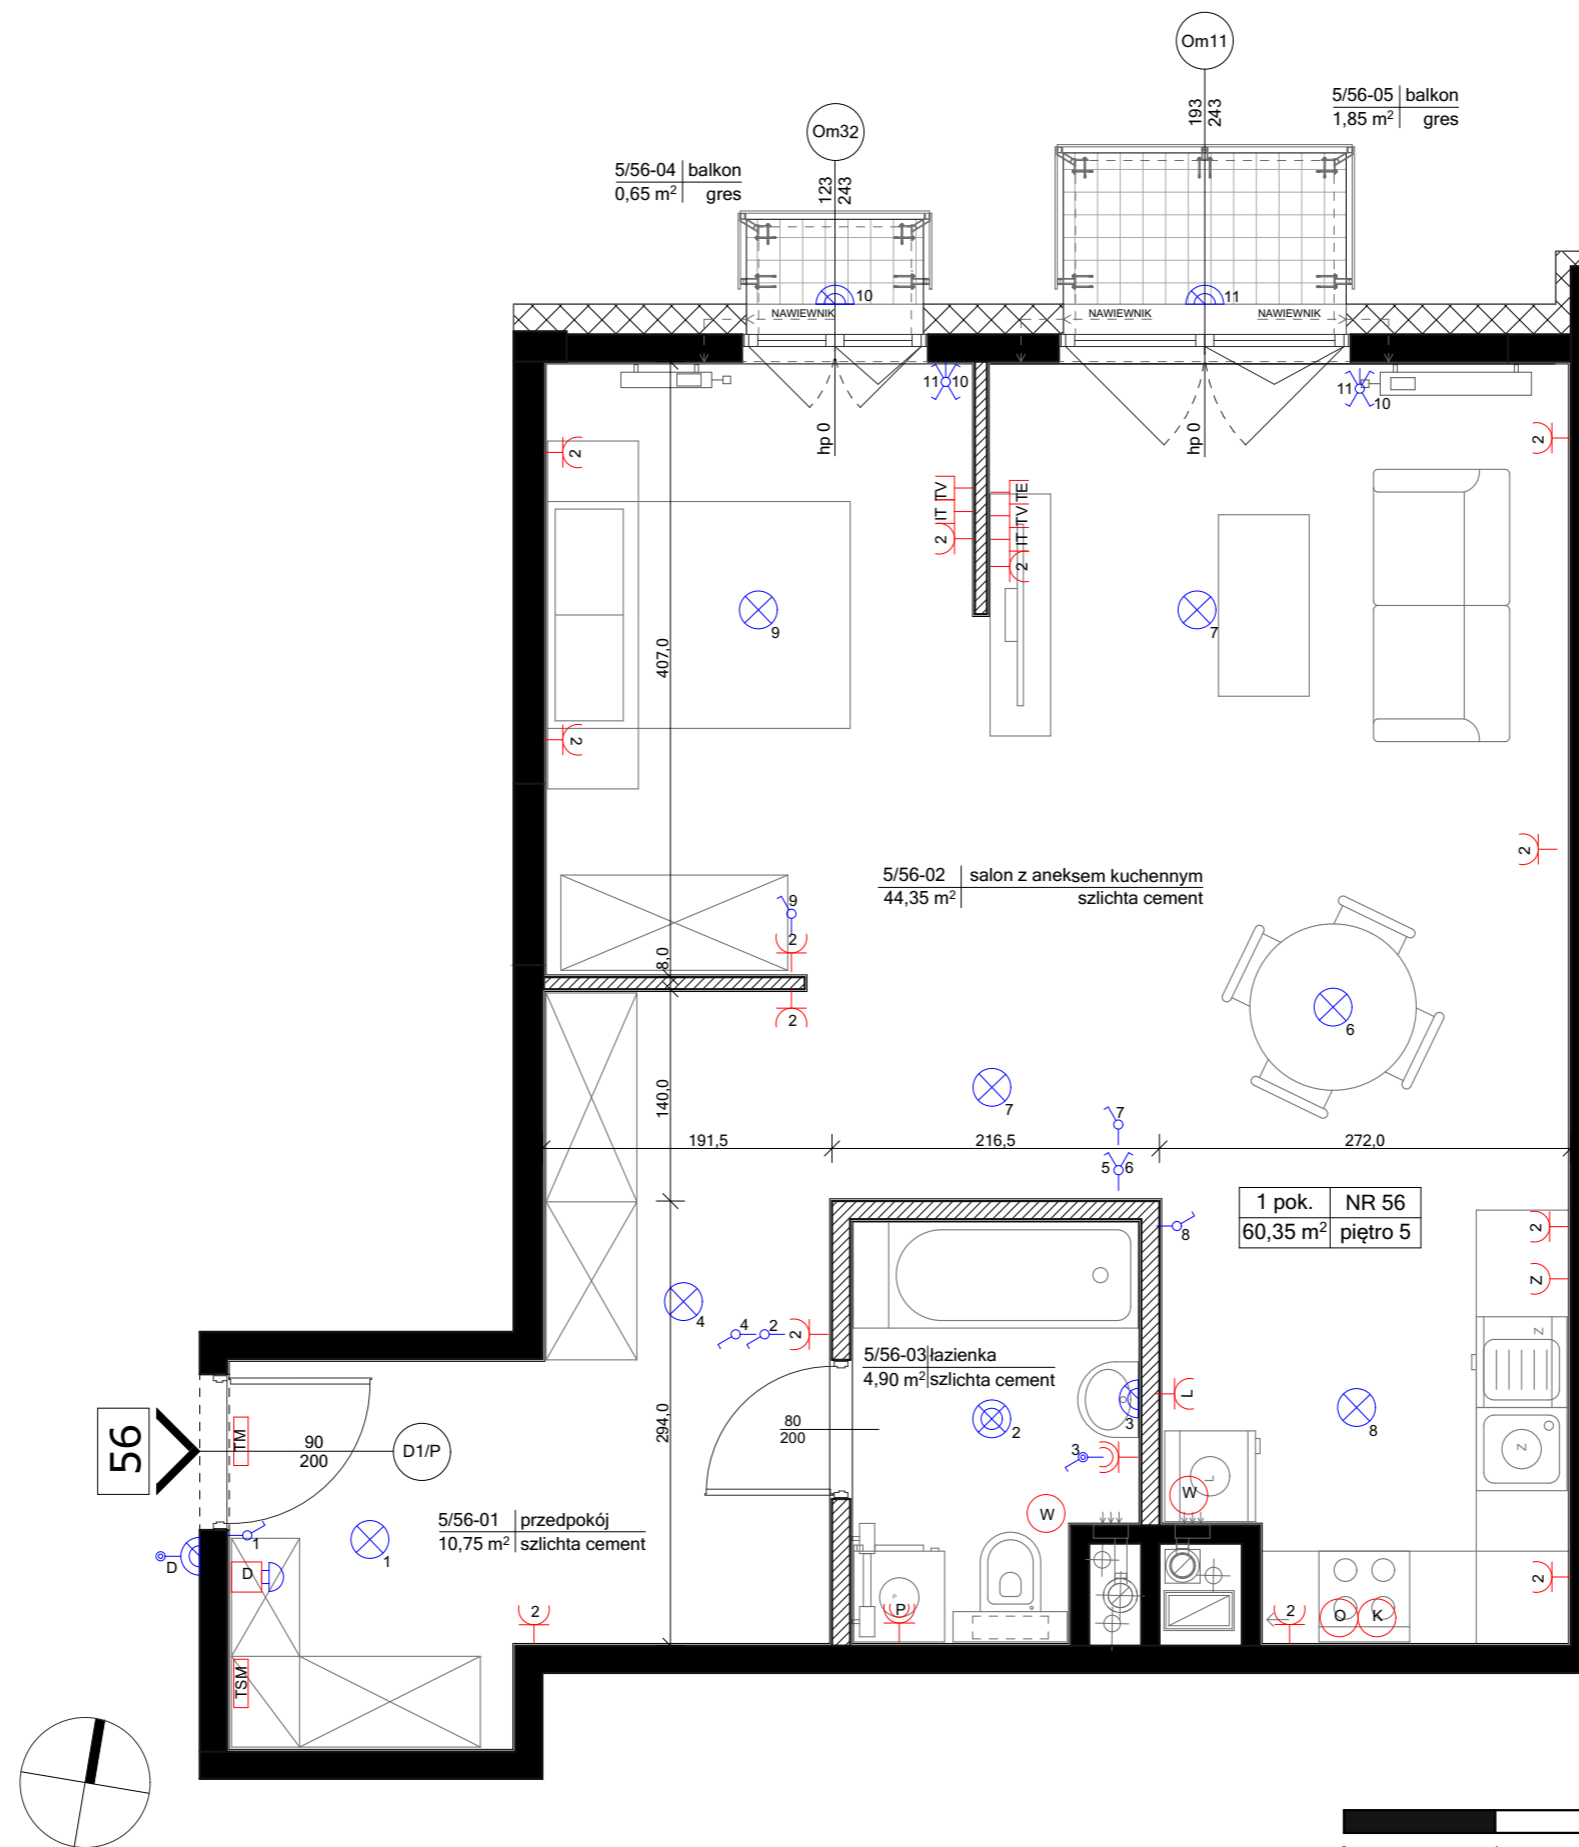 Om11
193
243
5/56-05 balkon
1,85 m² gres
Om32
123
243
5/56-04 balkon
0,65 m² gres
10
11
NAWIEWNIK
NAWIEWNIK
NAWIEWNIK
11 10
11
10
hp 0
hp 0
2
2
TV
IT
2
TE
TV
IT
2
9
7
407,0
2
2
5/56-02 salon z aneksem kuchennym
44,35 m² szlichta cement
9
2
8,0
2
6
7
140,0
7
191,5
216,5
272,0
5 6
1 pok. NR 56
60,35 m² piętro 5
8
2
Z
4
4 2 2
Z
5/56-03 łazienka
4,90 m² szlichta cement
L
3
2
8
294,0
80
200
56
TM
90
200
D1/P
3
Z
L
W
W
5/56-01 przedpokój
10,75 m² szlichta cement
1
1
D
D
2
P
P
2
O
K
2
TSM